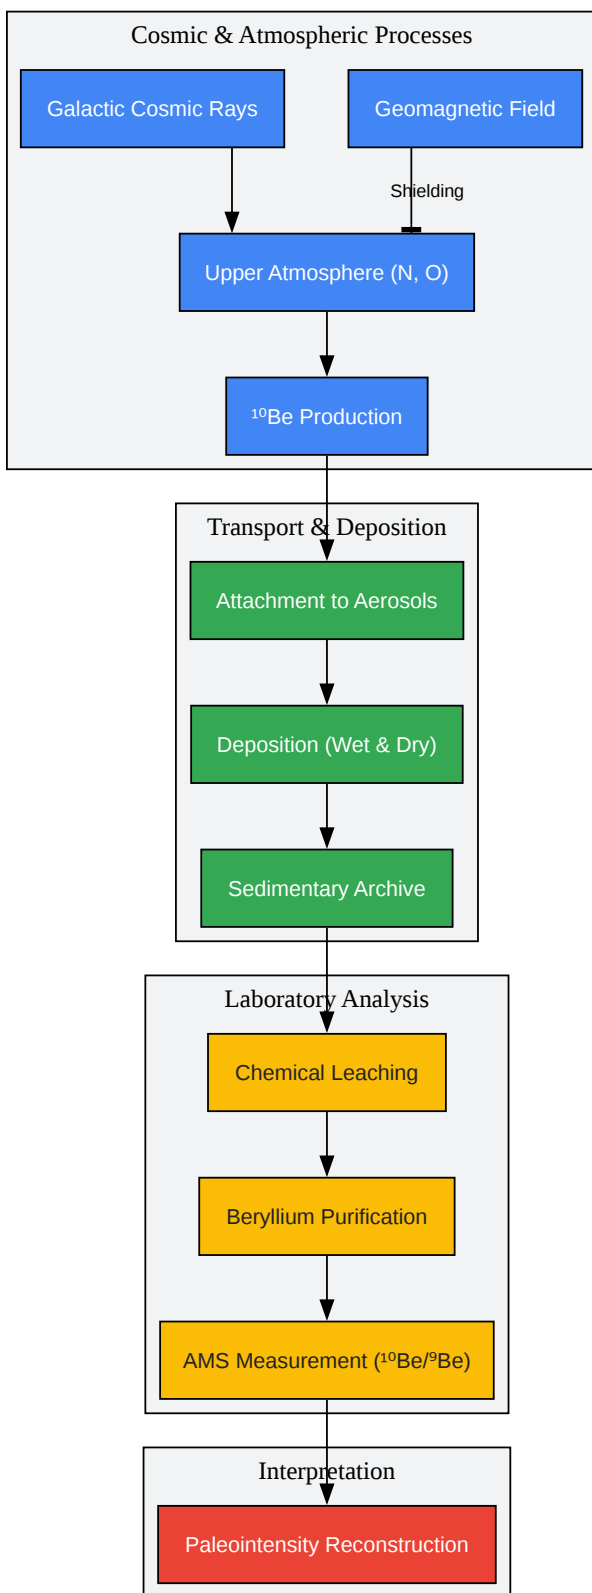 Cosmic & Atmospheric Processes
Galactic Cosmic Rays
Geomagnetic Field
Shielding
Upper Atmosphere (N, O)
¹⁰Be Production
Transport & Deposition
Attachment to Aerosols
Deposition (Wet & Dry)
Sedimentary Archive
Laboratory Analysis
Chemical Leaching
Beryllium Purification
AMS Measurement (¹⁰Be/⁹Be)
Interpretation
Paleointensity Reconstruction